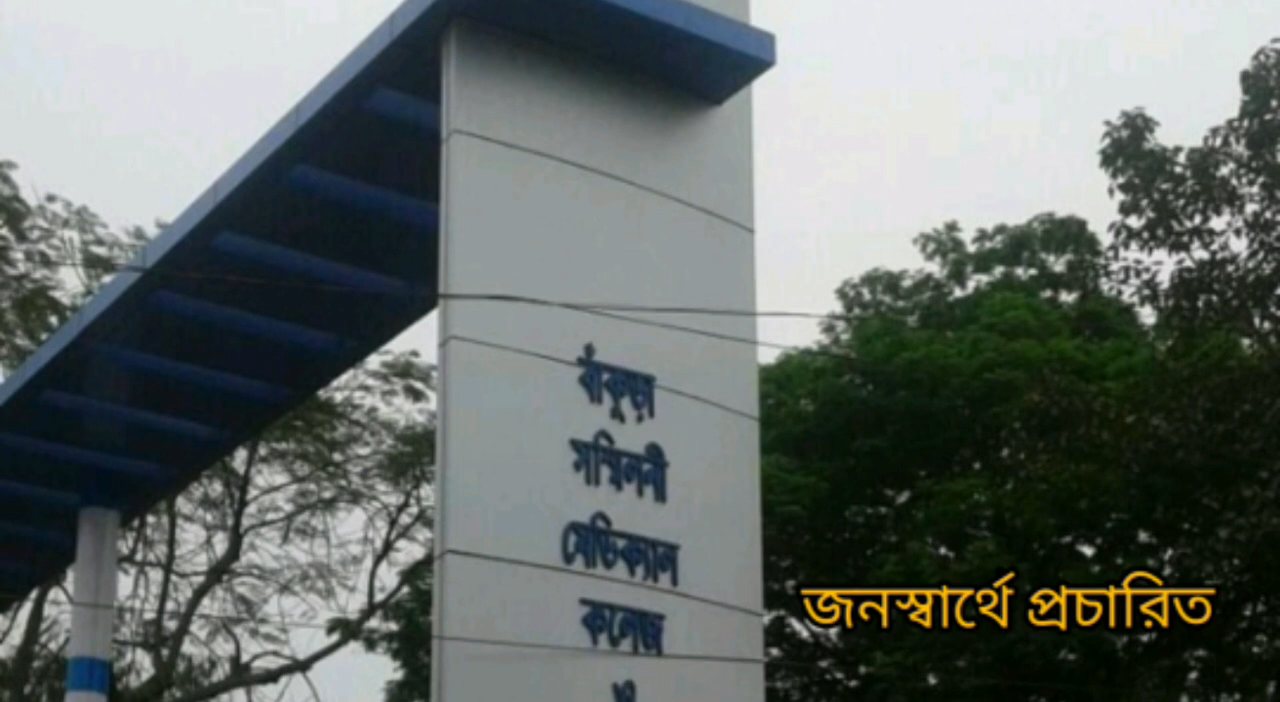 বাঁকুড়া
সম্মিলনী
মেডিক্যাল
কলেজ
ও
জনস্বার্থে প্রচারিত